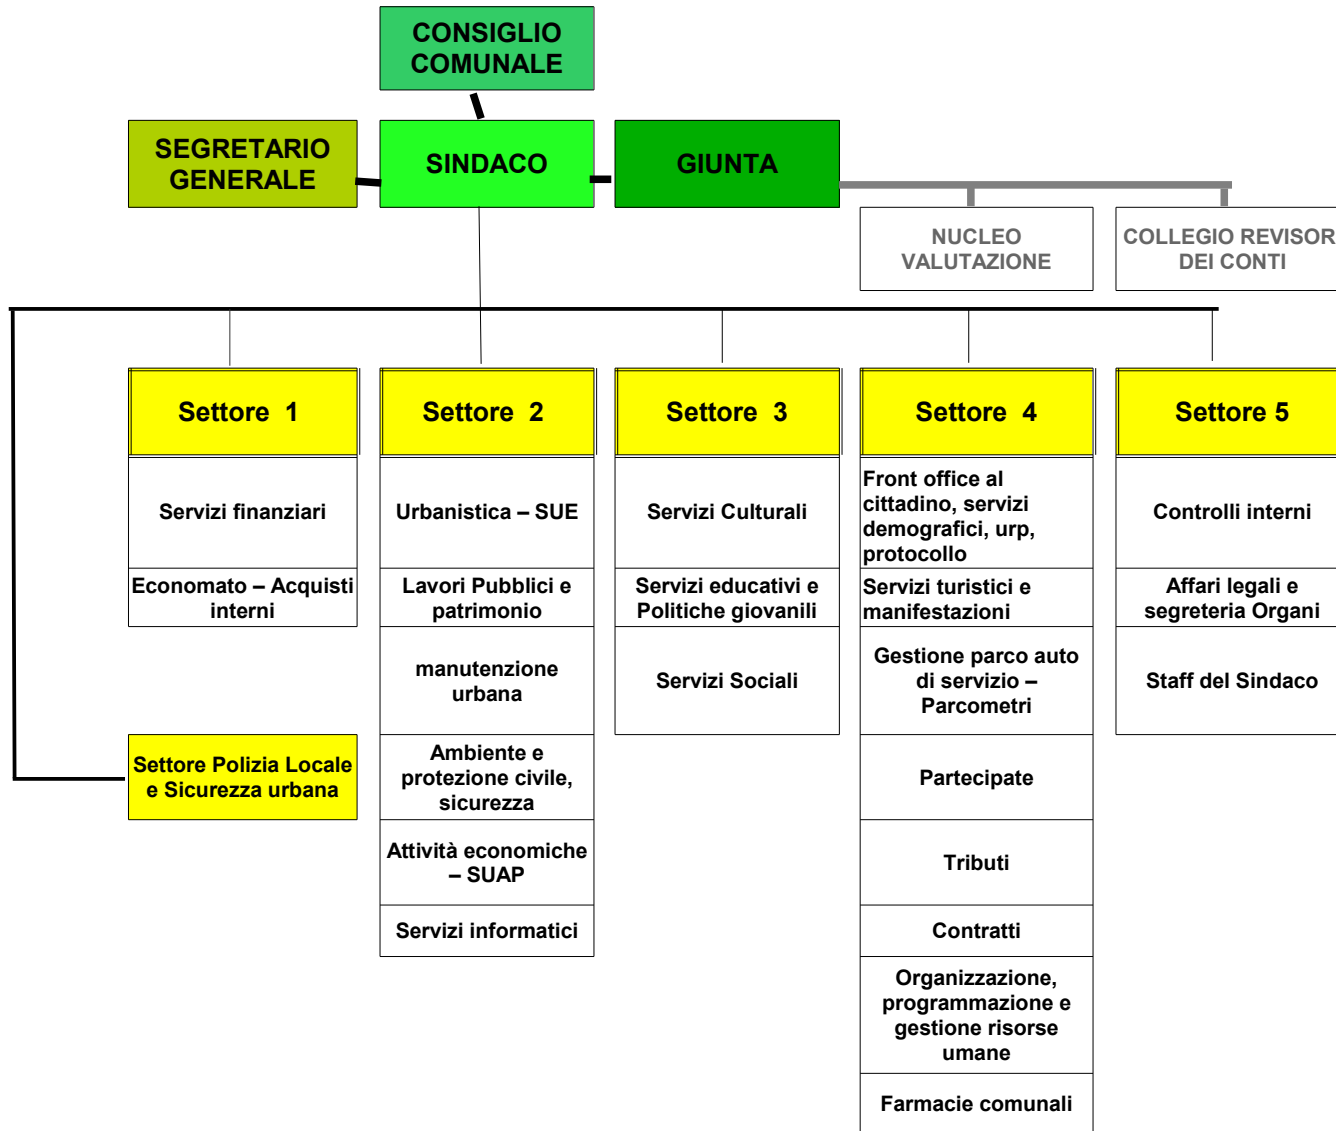 CONSIGLIO
COMUNALE
SEGRETARIO
GENERALE
SINDACO
GIUNTA
NUCLEO
VALUTAZIONE
COLLEGIO REVISOR
DEI CONTI
Settore 1
Servizi finanziari
Economato – Acquisti
interni
Settore Polizia Locale
e Sicurezza urbana
Settore 2
Urbanistica – SUE
Lavori Pubblici e
patrimonio
manutenzione
urbana
Ambiente e
protezione civile,
sicurezza
Attività economiche
– SUAP
Servizi informatici
Settore 3
Servizi Culturali
Servizi educativi e
Politiche giovanili
Servizi Sociali
Settore 4
Front office al
cittadino, servizi
demografici, urp,
protocollo
Servizi turistici e
manifestazioni
Gestione parco auto
di servizio –
Parcometri
Partecipate
Tributi
Contratti
Organizzazione,
programmazione e
gestione risorse
umane
Farmacie comunali
Settore 5
Controlli interni
Affari legali e
segreteria Organi
Staff del Sindaco